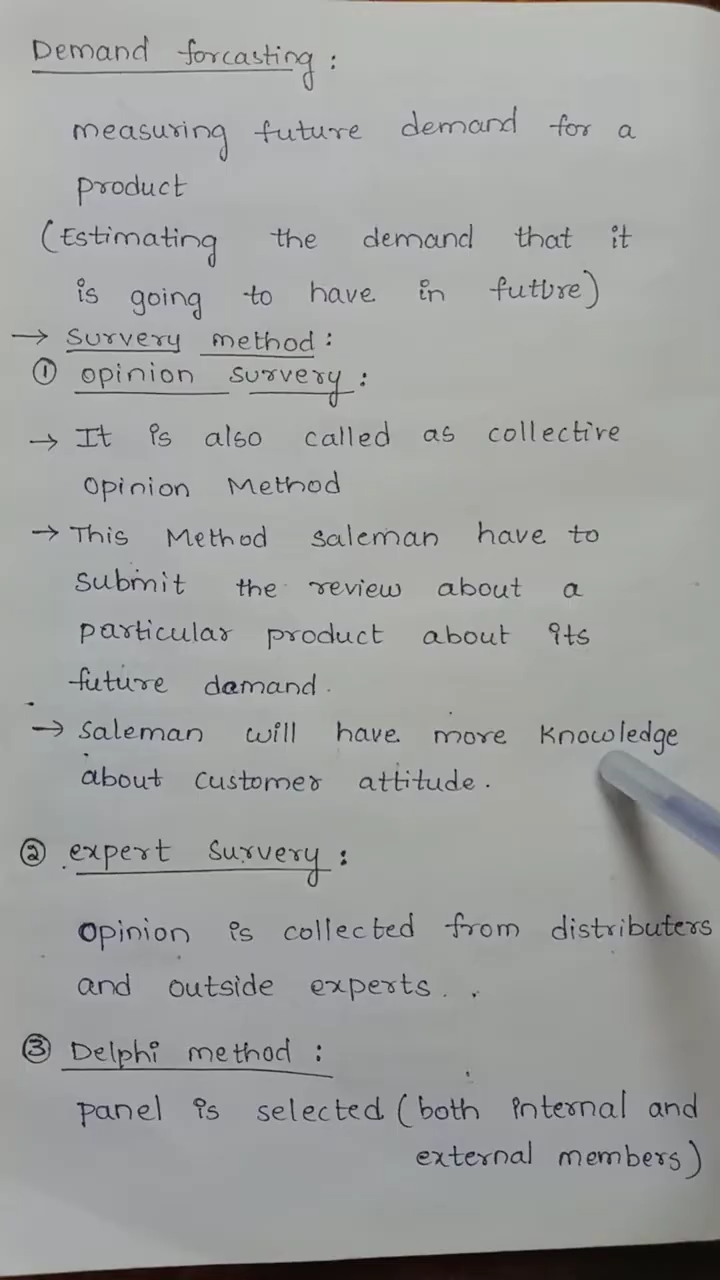 Demand forcasting :
measuring future demand for a
product
(Estimating the demand that it
is going to have in future)
→ Survery method :
① opinion survery :
→ It is also called as collective
Opinion Method
→ This Method saleman have to
submit the review about a
particular product about its
future demand.
→ Saleman will have more knowledge
about customer attitude.
② expert survery :
opinion is collected from distributers
and outside experts.
③ Delphi method :
panel is selected (both internal and
external members)